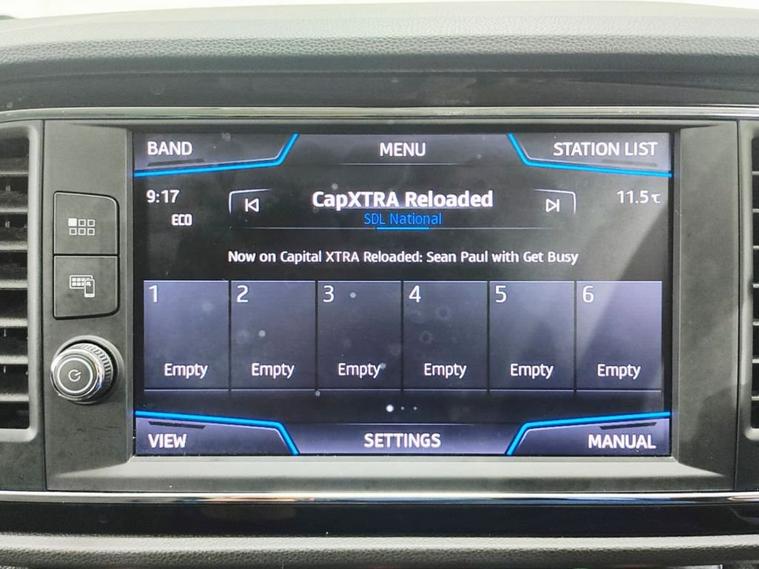 BAND MENU STATION LIST
9:17 CapXTRA Reloaded 11.5℃
ECO SDL National
Now on Capital XTRA Reloaded: Sean Paul with Get Busy
1 2 3 4 5 6
Empty Empty Empty Empty Empty Empty
VIEW SETTINGS MANUAL